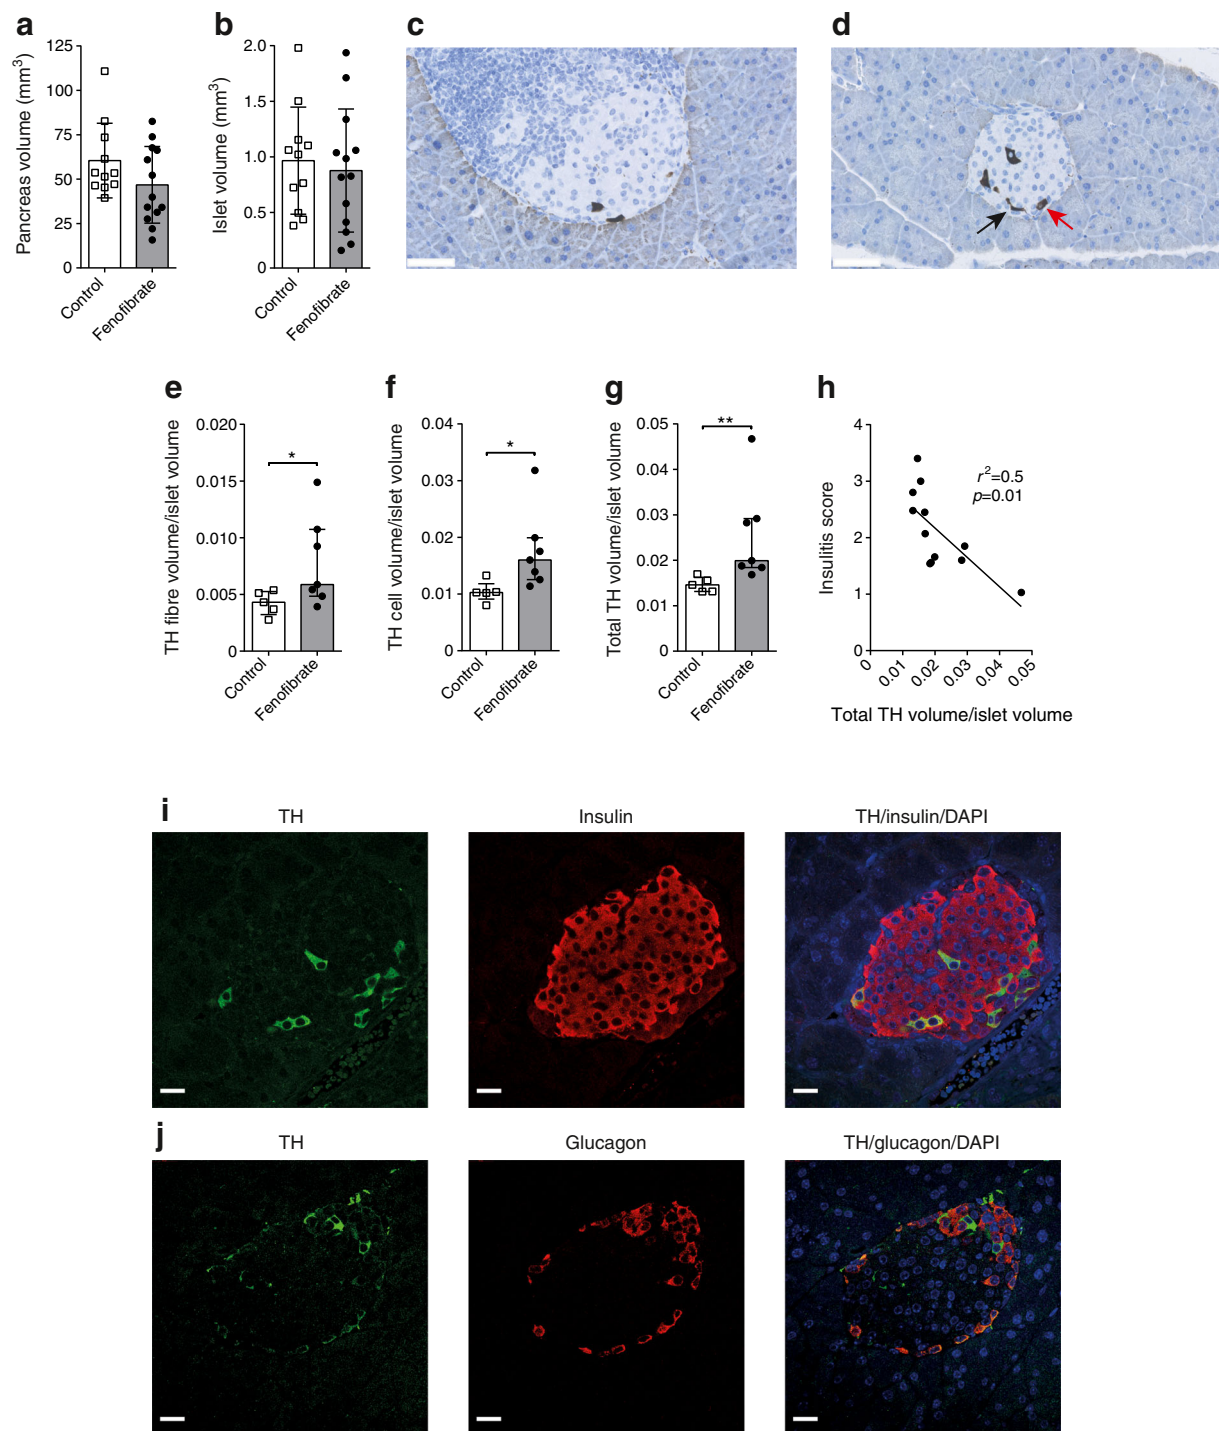 a
Pancreas volume (mm³)
125
100
75
50
25
0
Control
Fenofibrate
b
Islet volume (mm³)
2.0
1.5
1.0
0.5
0
Control
Fenofibrate
c
d
e
TH fibre volume/islet volume
0.020
0.015
0.010
0.005
0
*
Control
Fenofibrate
f
TH cell volume/islet volume
0.04
0.03
0.02
0.01
0
*
Control
Fenofibrate
g
Total TH volume/islet volume
0.05
0.04
0.03
0.02
0.01
0
**
Control
Fenofibrate
h
Insulitis score
4
3
2
1
0
r²=0.5
p=0.01
0
0.01
0.02
0.03
0.04
0.05
Total TH volume/islet volume
i
TH
Insulin
TH/insulin/DAPI
j
TH
Glucagon
TH/glucagon/DAPI